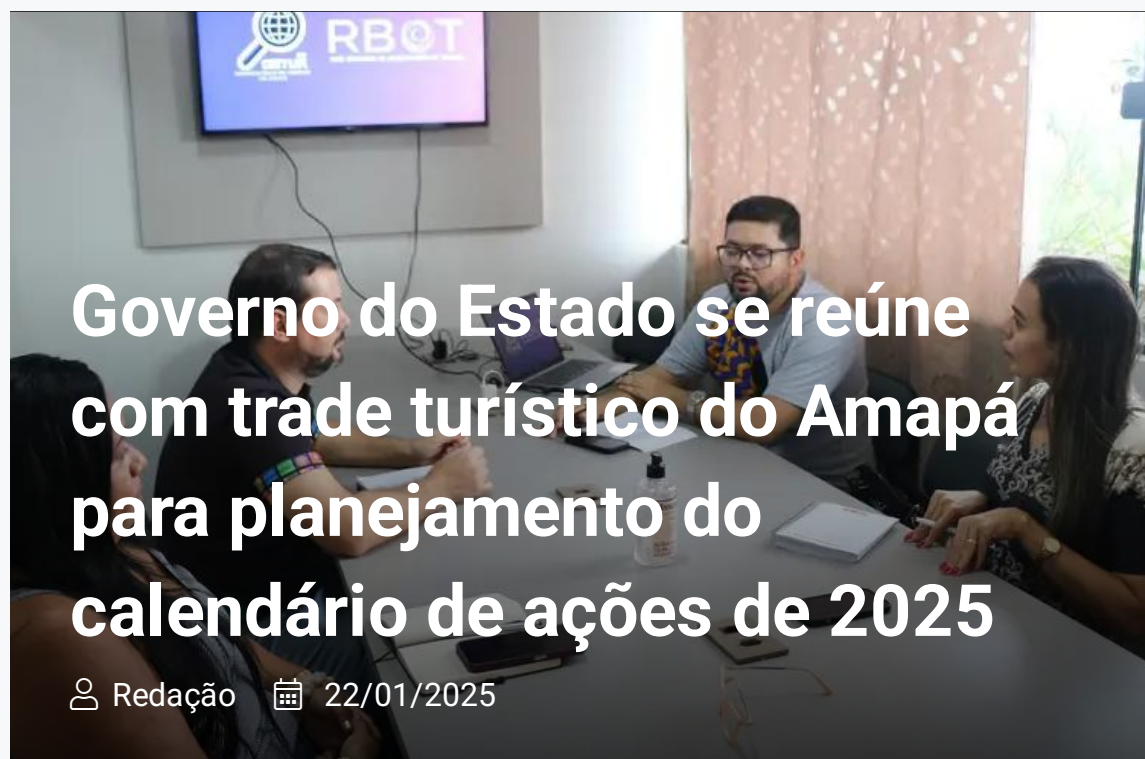 RBOT
Governo do Estado se reúne
com trade turístico do Amapá
para planejamento do
calendário de ações de 2025
Redação 22/01/2025